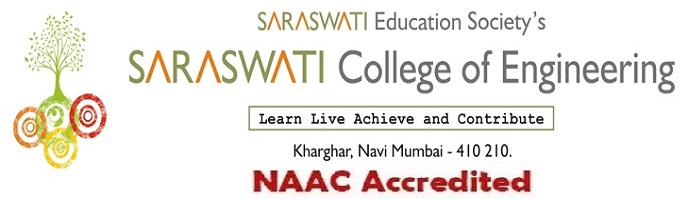 SARASWATI Education Society's
SARASWATI College of Engineering
Learn Live Achieve and Contribute
Kharghar, Navi Mumbai - 410 210.
NAAC Accredited